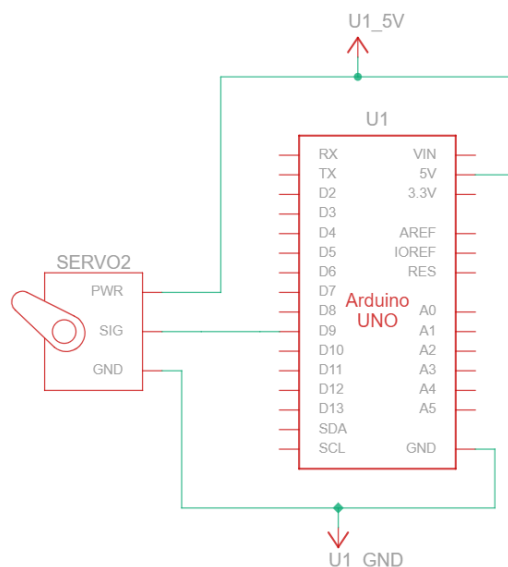 U1_5V
U1
RX
VIN
TX
5V
D2
3.3V
D3
D4
AREF
D5
IOREF
D6
RES
D7
D8
A0
Arduino
UNO
D9
A1
D10
A2
D11
A3
D12
A4
D13
A5
SDA
SCL
GND
SERVO2
PWR
SIG
GND
U1_GND